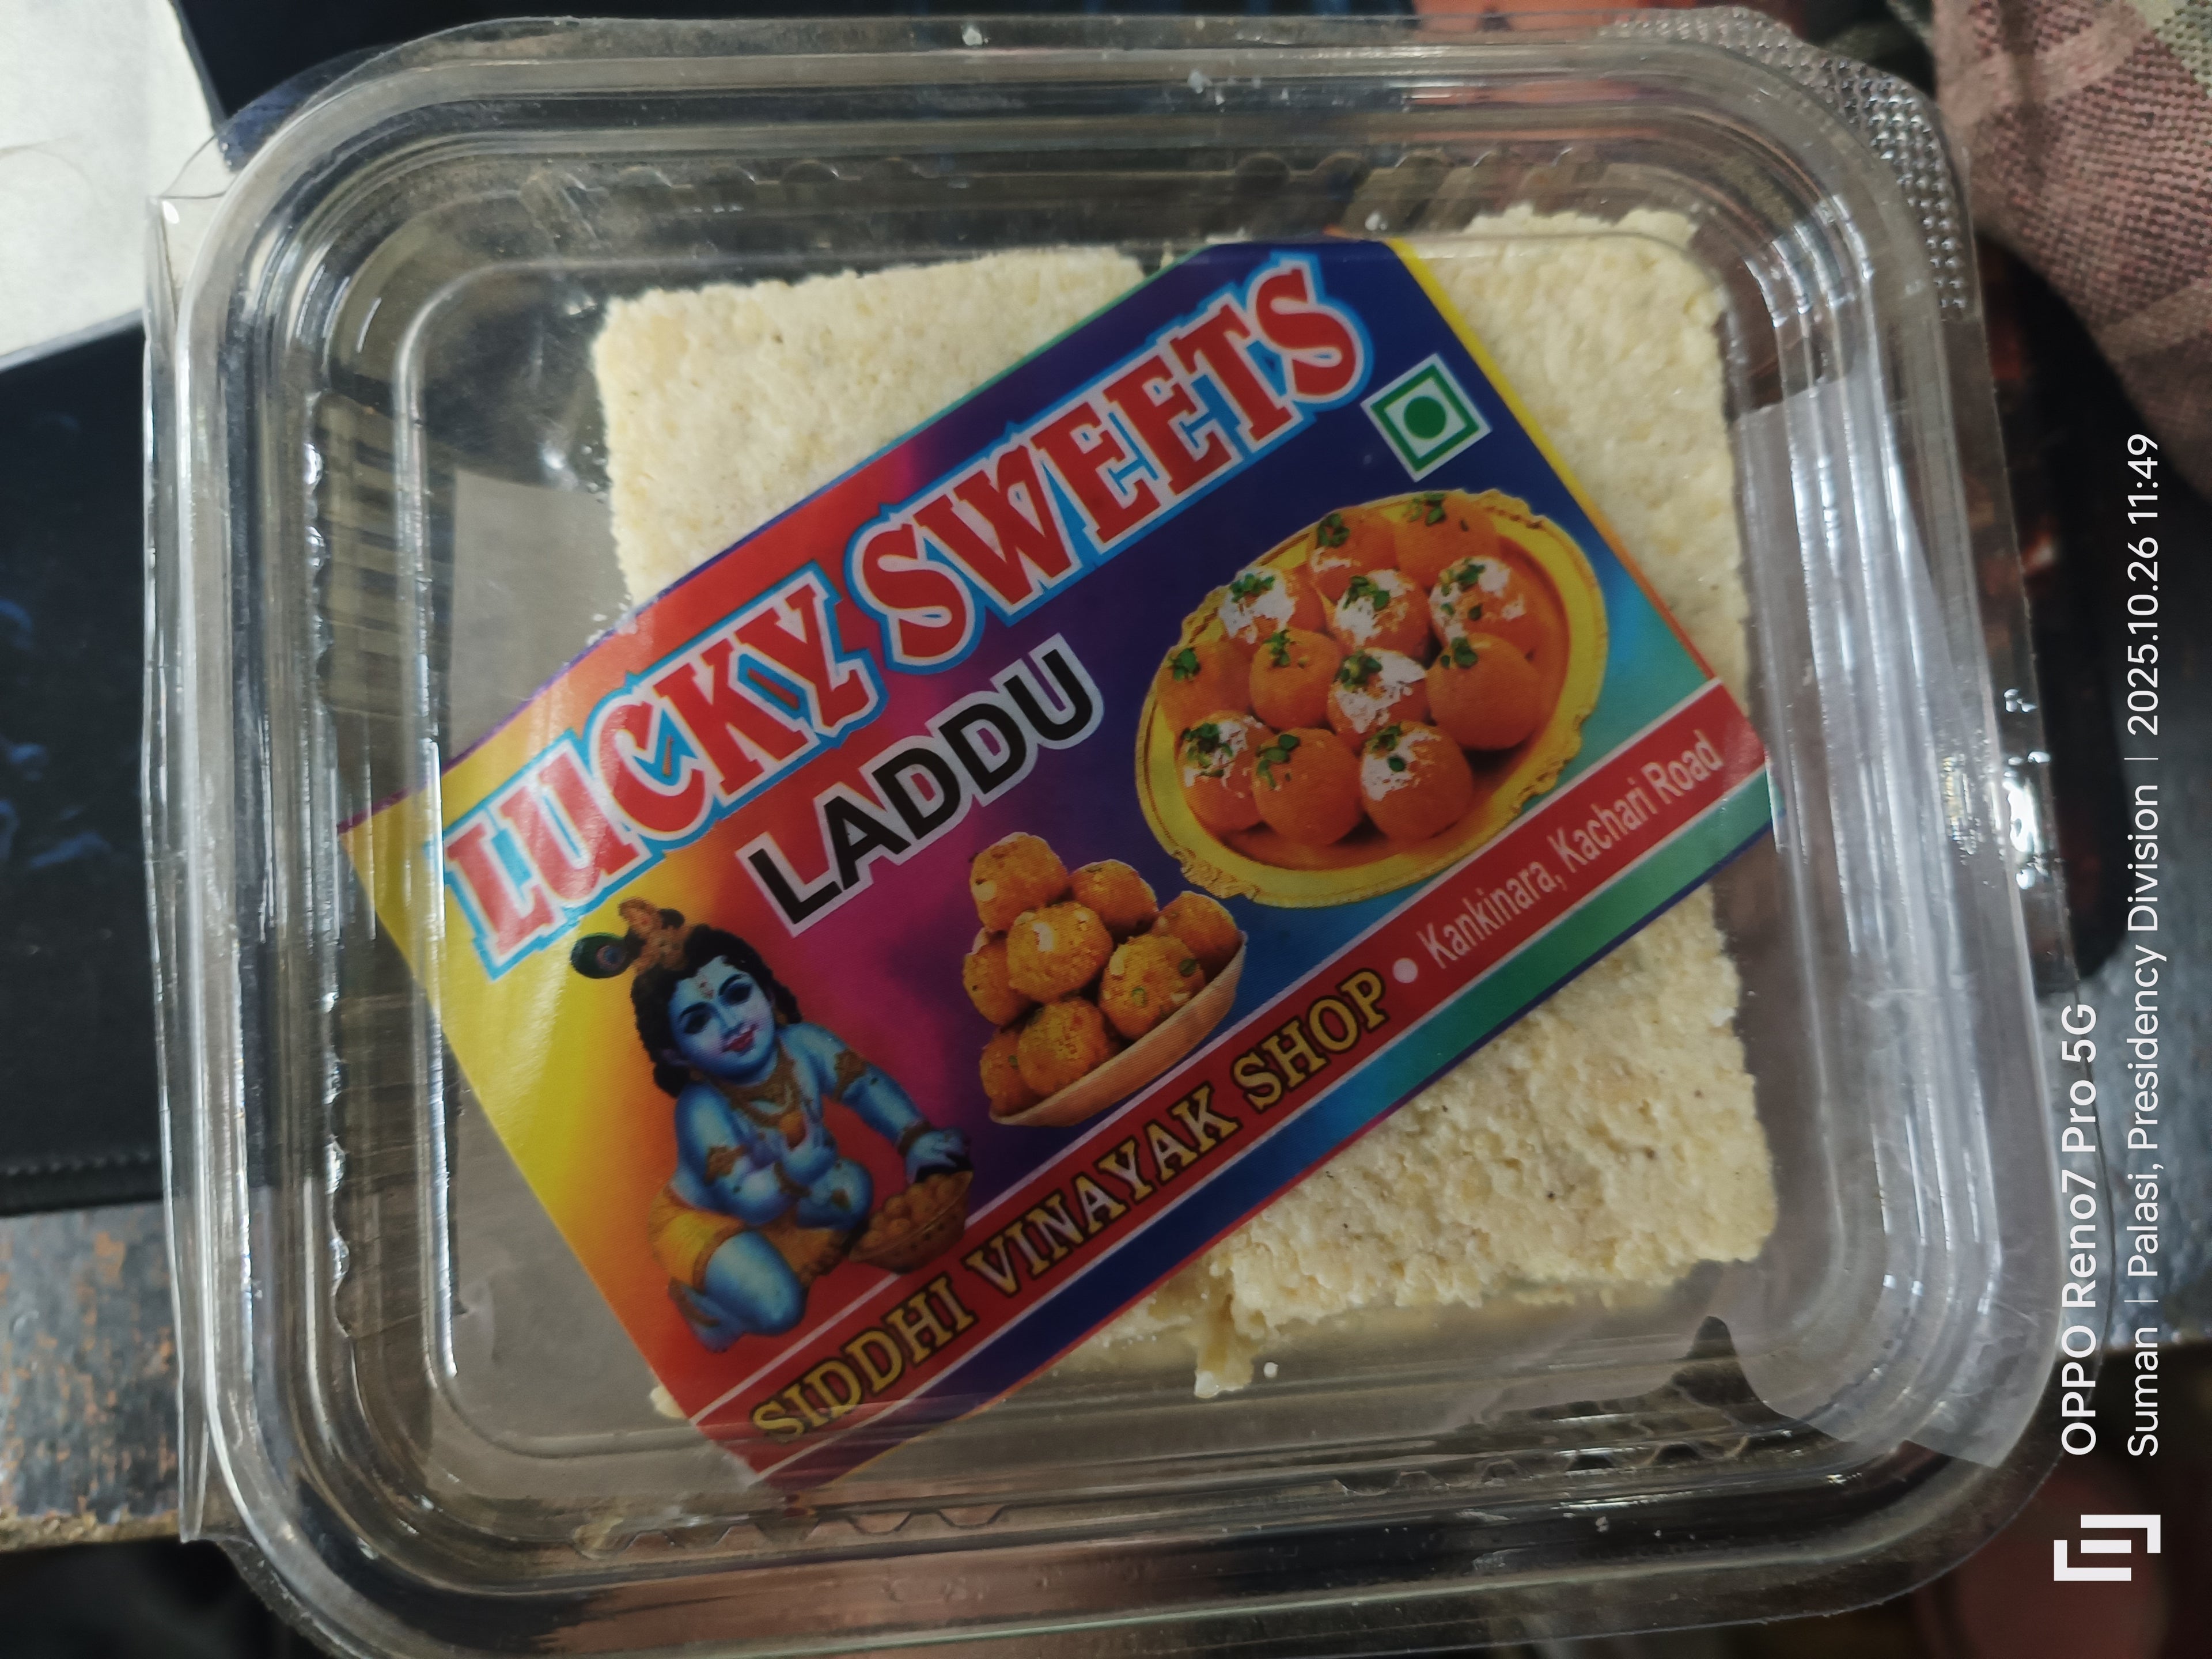 LUCKY SWEETS
LADDU
SIDDHI VINAYAK SHOP • Kankinara, Kachari Road
OPPO Reno7 Pro 5G
Suman | Palasi, Presidency Division | 2025.10.26 11:49